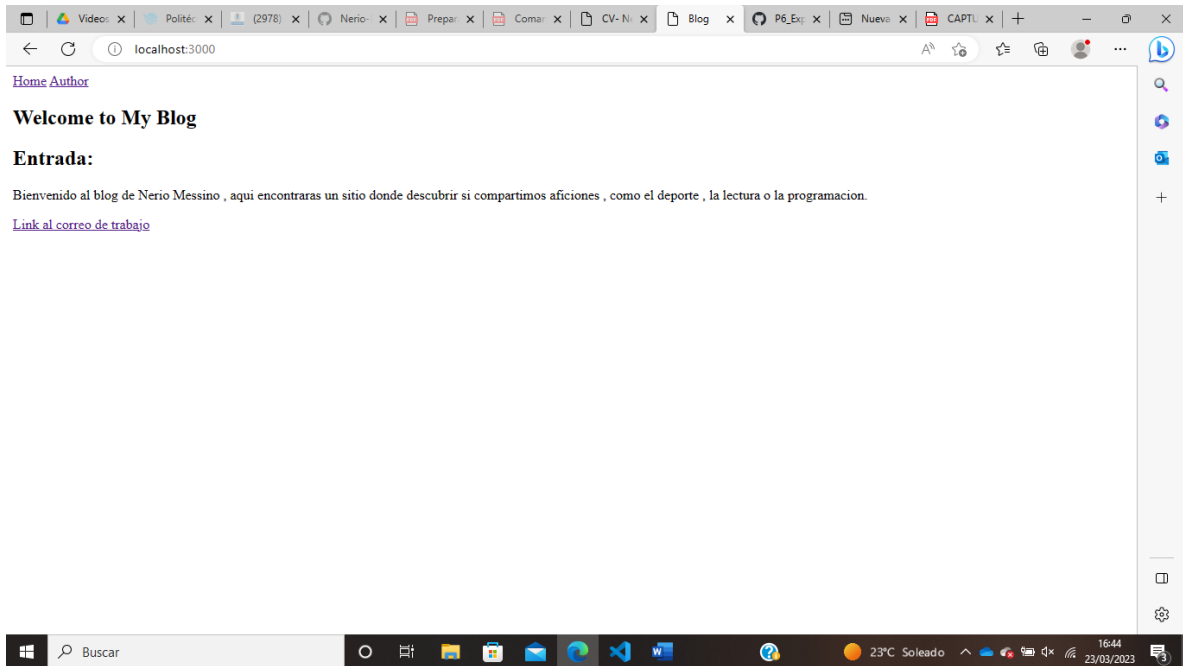 Videos
Politéc
(2978)
Nerio-
Prepar
Comar
CV- Ne
Blog
P6_Exp
Nueva
CAPTU
localhost:3000
Home Author
Welcome to My Blog
Entrada:
Bienvenido al blog de Nerio Messino , aqui encontraras un sitio donde descubrir si compartimos aficiones , como el deporte , la lectura o la programacion.
Link al correo de trabajo
Buscar
23°C Soleado
16:44
23/03/2023
3